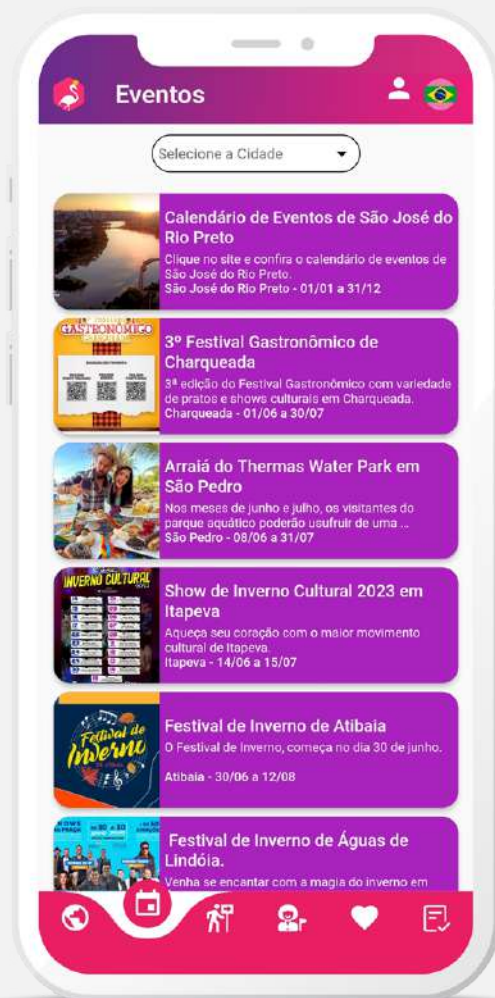 Eventos
Selecione a Cidade
Calendário de Eventos de São José do
Rio Preto
Clique no site e confira o calendário de eventos de
São José do Rio Preto.
São José do Rio Preto - 01/01 a 31/12
GASTRONÔMICO
3º Festival Gastronômico de
Charqueada
3ª edição do Festival Gastronômico com variedade
de pratos e shows culturais em Charqueada.
Charqueada - 01/06 a 30/07
Arraiá do Thermas Water Park em
São Pedro
Nos meses de junho e julho, os visitantes do
parque aquático poderão usufruir de uma ...
São Pedro - 08/06 a 31/07
INVERNO CULTURAL
Show de Inverno Cultural 2023 em
Itapeva
Aqueça seu coração com o maior movimento
cultural de Itapeva.
Itapeva - 14/06 a 15/07
Festival de
Inverno
Festival de Inverno de Atibaia
O Festival de Inverno, começa no dia 30 de junho.
Atibaia - 30/06 a 12/08
Festival de Inverno de Águas de
Lindóia.
Venha se encantar com a magia do inverno em